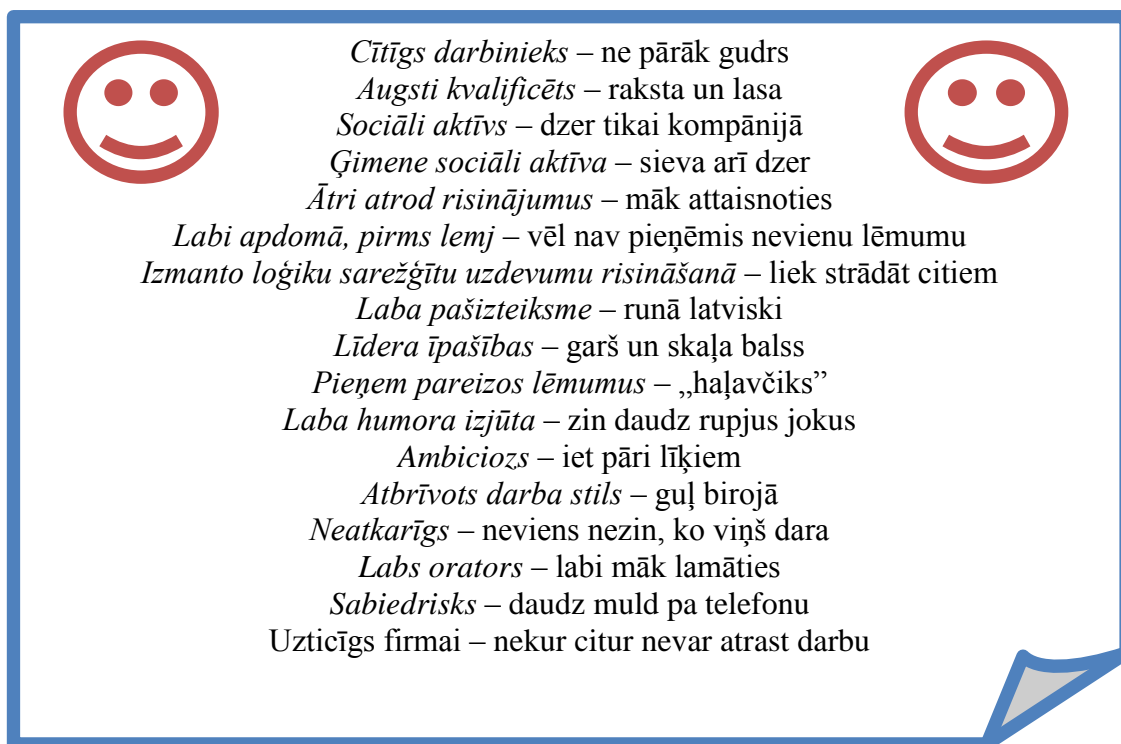 Cītīgs darbinieks – ne pārāk gudrs
Augsti kvalificēts – raksta un lasa
Sociāli aktīvs – dzer tikai kompānijā
Ģimene sociāli aktīva – sieva arī dzer
Ātri atrod risinājumus – māk attaisnoties
Labi apdomā, pirms lemj – vēl nav pieņēmis nevienu lēmumu
Izmanto loģiku sarežģītu uzdevumu risināšanā – liek strādāt citiem
Laba pašizteiksme – runā latviski
Līdera īpašības – garš un skaļa balss
Pieņem pareizos lēmumus – „haļavčiks”
Laba humora izjūta – zin daudz rupjus jokus
Ambiciozs – iet pāri līķiem
Atbrīvots darba stils – guļ birojā
Neatkarīgs – neviens nezin, ko viņš dara
Labs orators – labi māk lamāties
Sabiedrisks – daudz muld pa telefonu
Uzticīgs firmai – nekur citur nevar atrast darbu